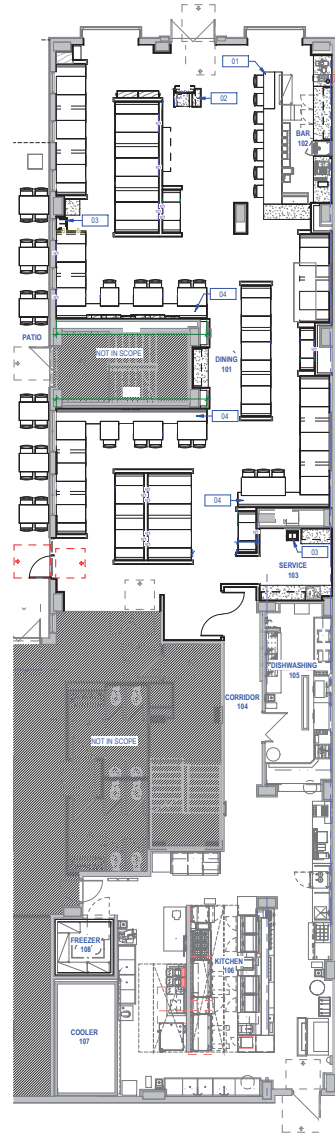 01
02
BAR
102
03
04
PATIO
NOT IN SCOPE
DINING
101
04
04
03
SERVICE
103
DISHWASHING
105
CORRIDOR
104
NOT IN SCOPE
FREEZER
108
KITCHEN
106
COOLER
107